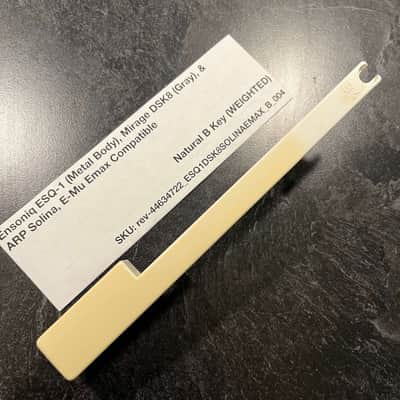 Ensoniq ESQ-1 (Metal Body), Mirage DSK8 (Gray), &
ARP Solina, E-Mu Emax Compatible
Natural B Key (WEIGHTED)
SKU: rev-44634722_ESQ1DSK8SOLINAEMAX_B_004